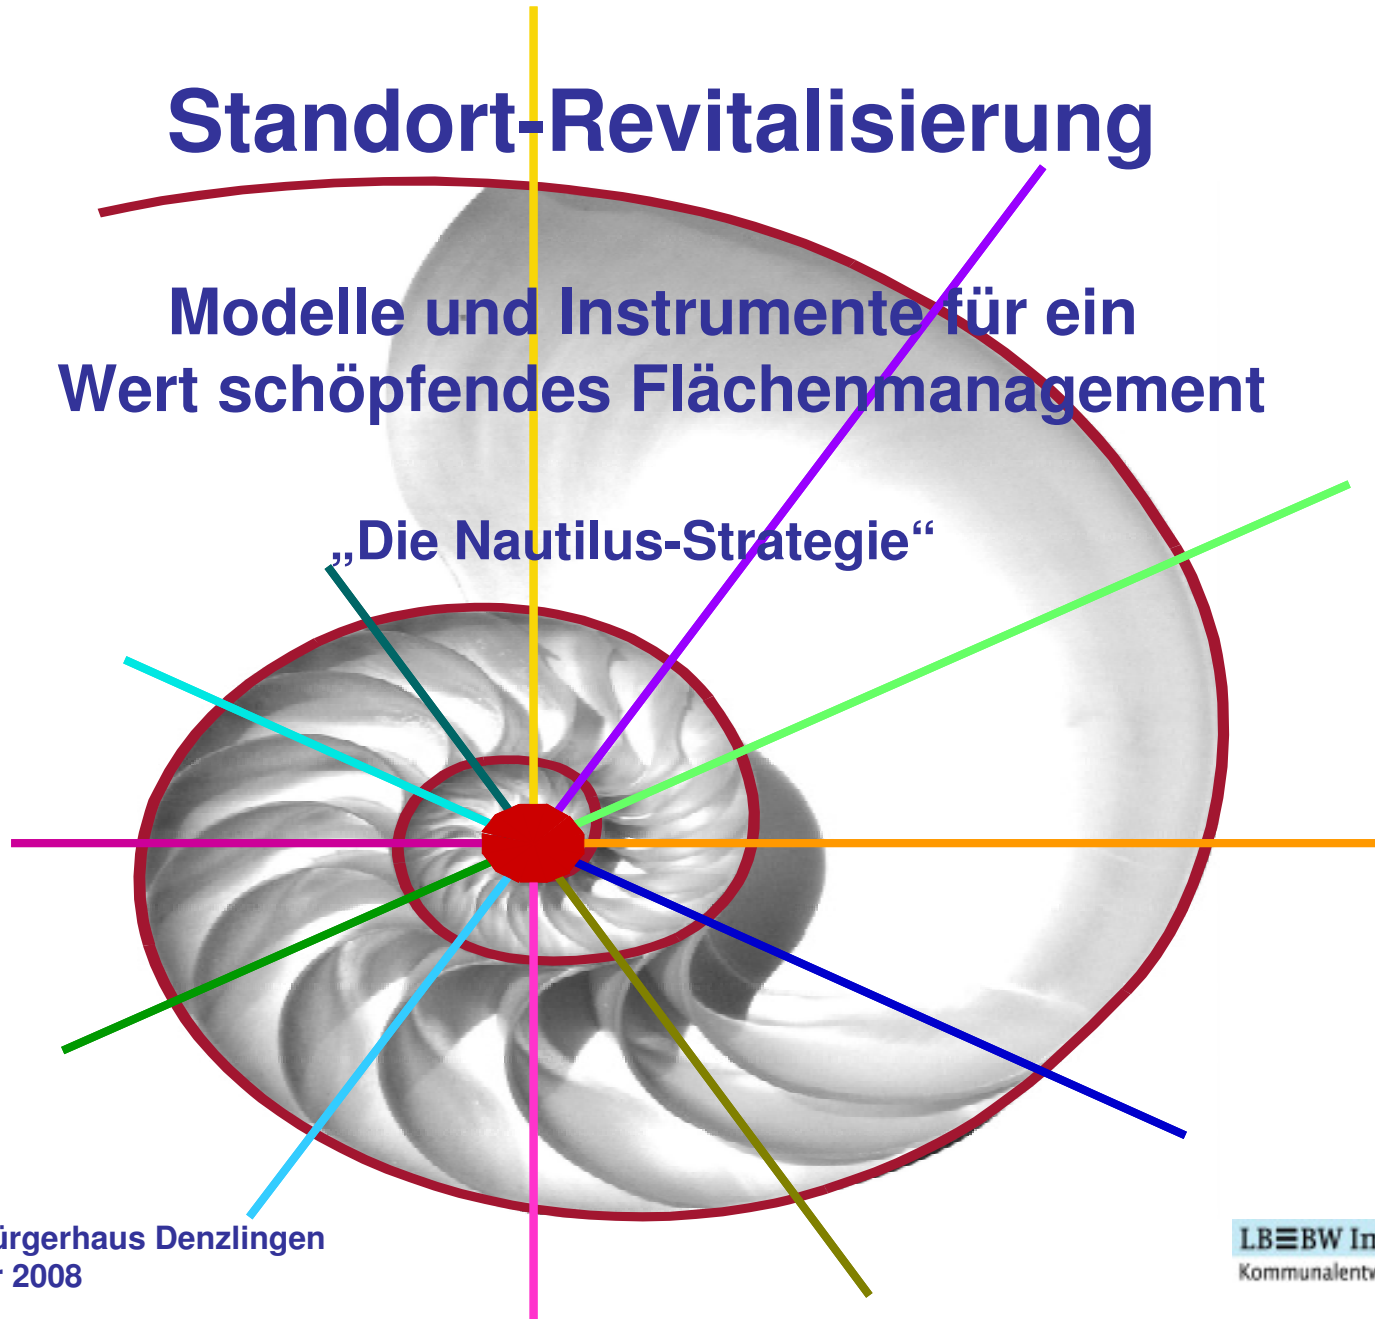 Standort-Revitalisierung
Modelle und Instrumente für ein
Wert schöpfendes Flächenmanagement
„Die Nautilus-Strategie“
ürgerhaus Denzlingen
r 2008
LB≡BW Im
Kommunalentw